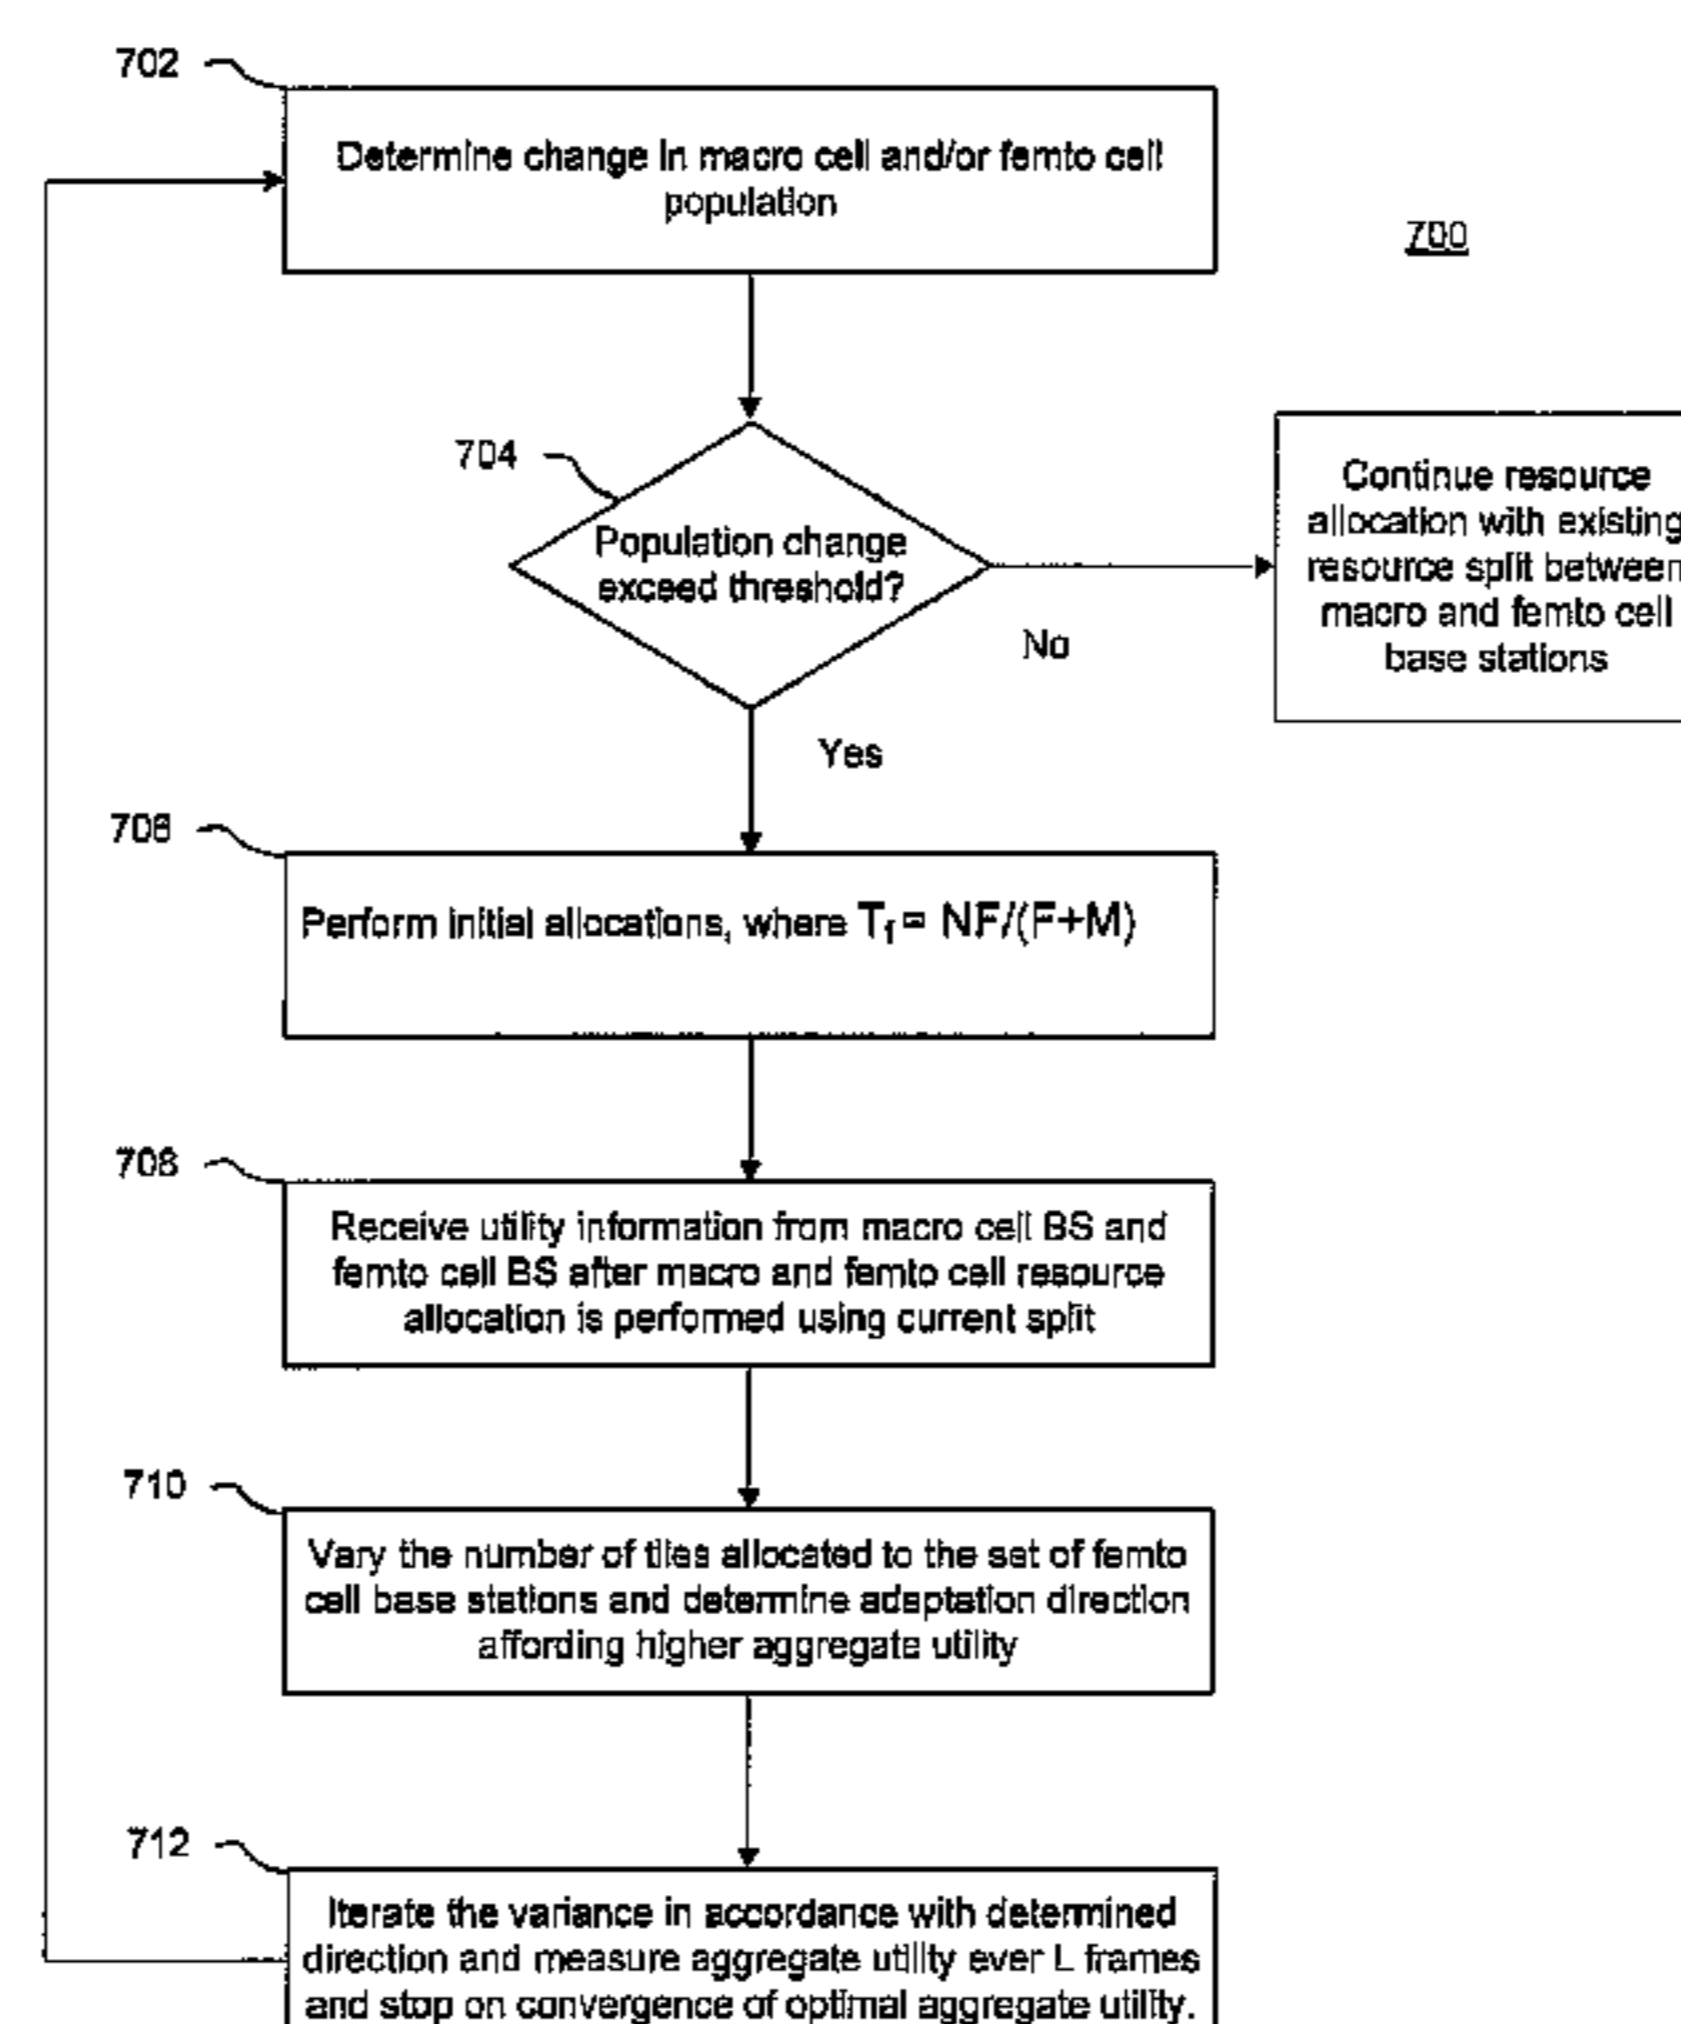 702
Determine change in macro cell and/or femto cell
population
700
704
Population change
exceed threshold?
No
Continue resource
allocation with existing
resource split between
macro and femto cell
base stations
Yes
706
Perform initial allocations, where Tf = NF/(F+M)
708
Receive utility information from macro cell BS and
femto cell BS after macro and femto cell resource
allocation is performed using current split
710
Vary the number of tiles allocated to the set of femto
cell base stations and determine adaptation direction
affording higher aggregate utility
712
Iterate the variance in accordance with determined
direction and measure aggregate utility ever L frames
and stop on convergence of optimal aggregate utility.